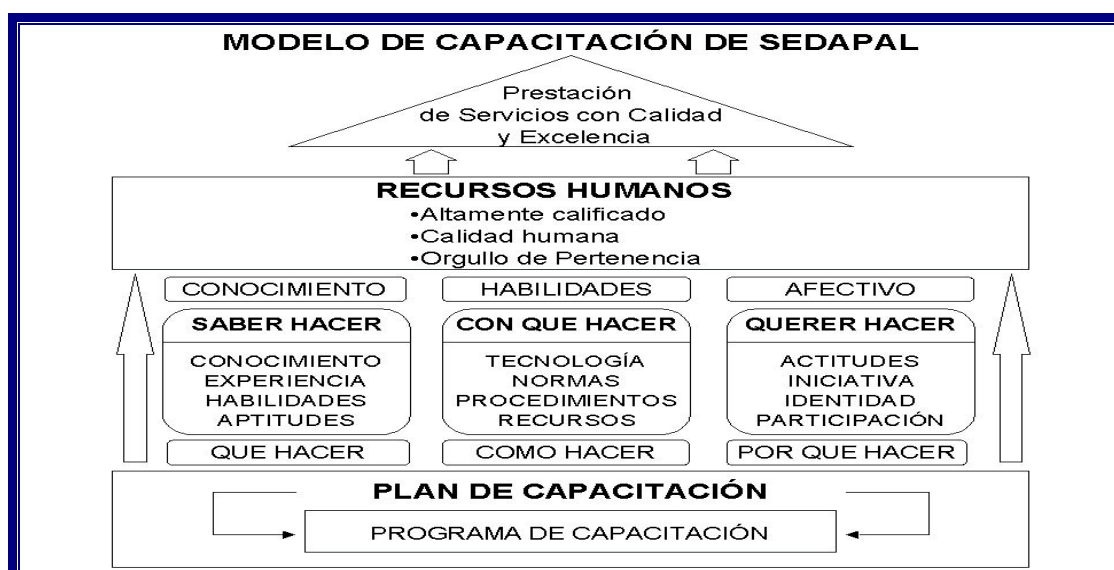 MODELO DE CAPACITACIÓN DE SEDAPAL
Prestación
de Servicios con Calidad
y Excelencia
RECURSOS HUMANOS
•Altamente calificado
•Calidad humana
•Orgullo de Pertenencia
CONOCIMIENTO
SABER HACER
CONOCIMIENTO
EXPERIENCIA
HABILIDADES
APTITUDES
QUE HACER
HABILIDADES
CON QUE HACER
TECNOLOGÍA
NORMAS
PROCEDIMIENTOS
RECURSOS
COMO HACER
AFECTIVO
QUERER HACER
ACTITUDES
INICIATIVA
IDENTIDAD
PARTICIPACIÓN
POR QUE HACER
PLAN DE CAPACITACIÓN
PROGRAMA DE CAPACITACIÓN